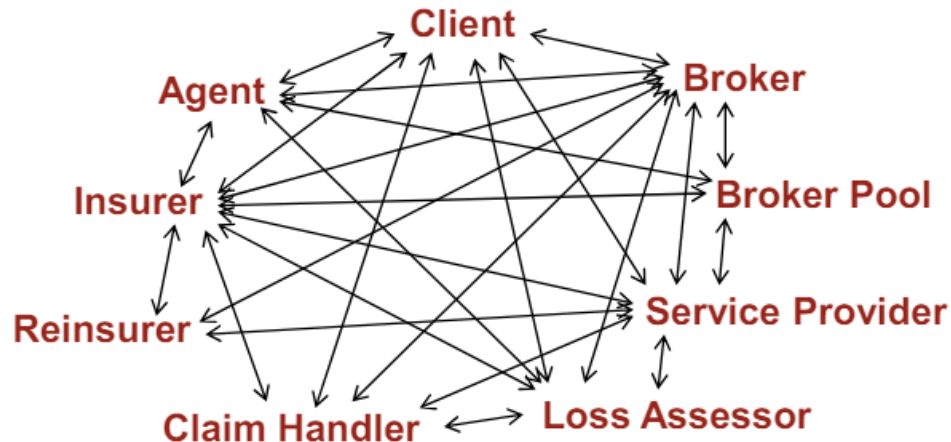 Client
Broker
Agent
Broker Pool
Insurer
Service Provider
Reinsurer
Loss Assessor
Claim Handler